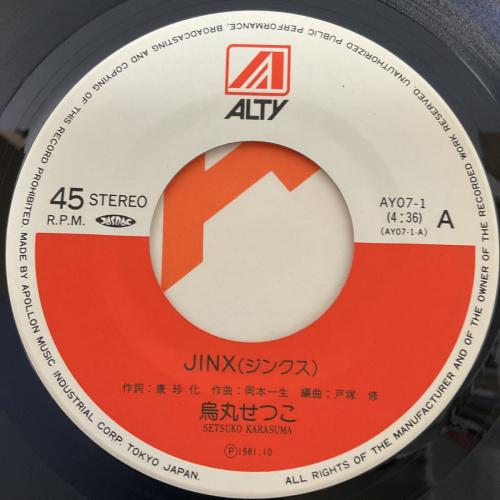 ALTY
45 STEREO
R.P.M. JASRAC
AY07-1
(4:36)
(AY07-1-A)
A
JINX(ジンクス)
作詞:康 珍化 作曲:岡本一生 編曲:戸塚 修
烏丸せつこ
SETSUKO KARASUMA
Ⓟ1981.10
ALL RIGHTS OF THE MANUFACTURER AND OF THE OWNER OF THE RECORDED WORK RESERVED. UNAUTHORIZED PUBLIC PERFORMANCE, BROADCASTING AND COPYING OF THIS RECORD PROHIBITED. MADE BY APOLLON MUSIC INDUSTRIAL CORP. TOKYO JAPAN.